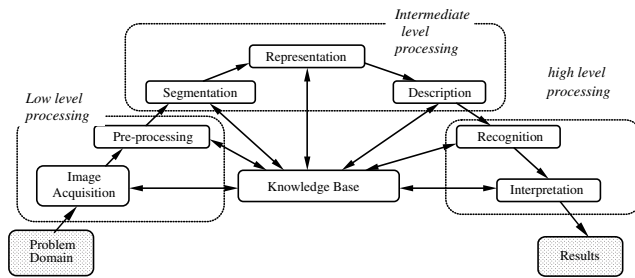 Intermediate
level
processing
Representation
Segmentation
Description
high level
processing
Low level
processing
Pre-processing
Recognition
Image
Acquisition
Knowledge Base
Interpretation
Problem
Domain
Results